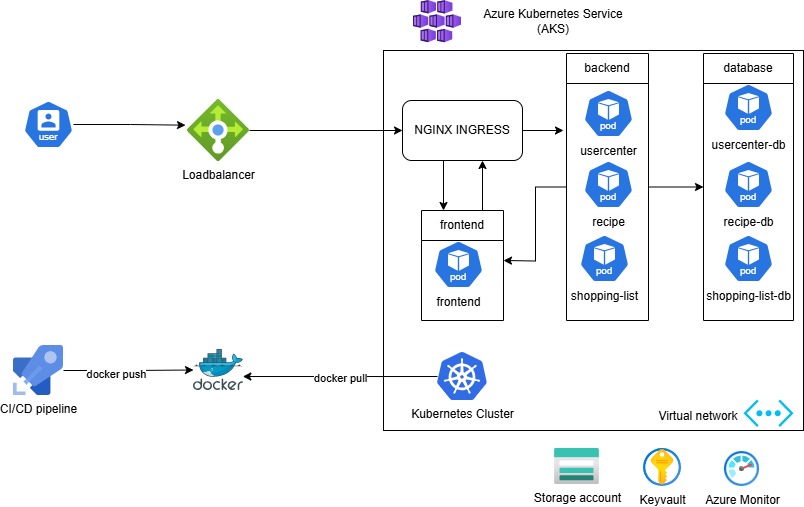 Azure Kubernetes Service
(AKS)
backend
database
user
NGINX INGRESS
pod
usercenter
pod
usercenter-db
Loadbalancer
frontend
pod
frontend
pod
recipe
pod
recipe-db
pod
shopping-list
pod
shopping-list-db
docker push
docker
docker pull
CI/CD pipeline
Kubernetes Cluster
Virtual network
Storage account
Keyvault
Azure Monitor